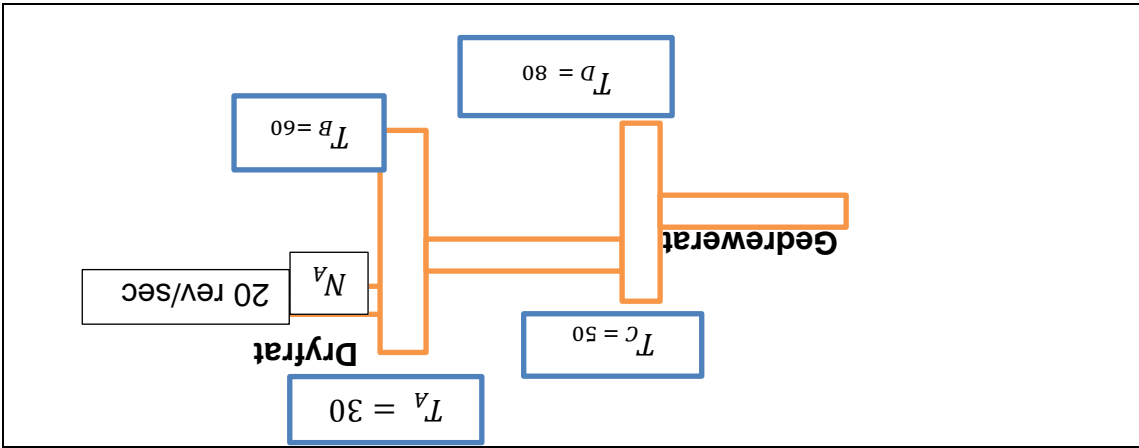 T_A = 30
Dryfrat
T_C = 50
N_A
20 rev/sec
Gedrewerat
T_B =60
T_D = 80